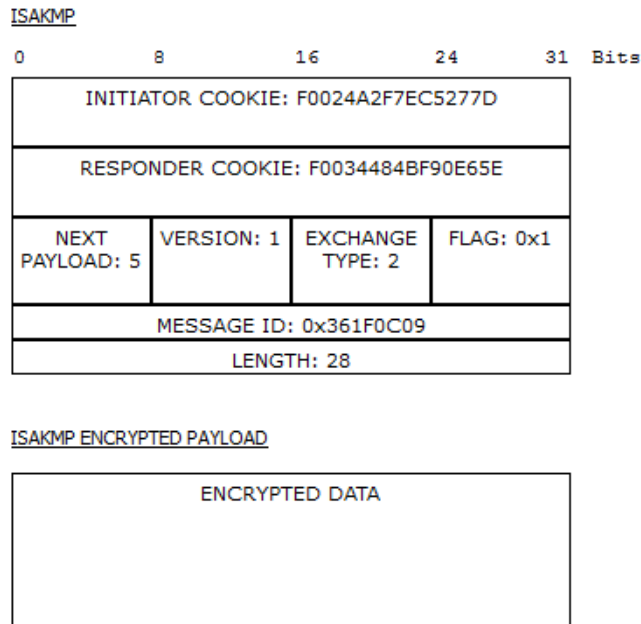 ISAKMP
0 8 16 24 31 Bits
INITIATOR COOKIE: F0024A2F7EC5277D
RESPONDER COOKIE: F0034484BF90E65E
NEXT
PAYLOAD: 5
VERSION: 1
EXCHANGE
TYPE: 2
FLAG: 0x1
MESSAGE ID: 0x361F0C09
LENGTH: 28
ISAKMP ENCRYPTED PAYLOAD
ENCRYPTED DATA